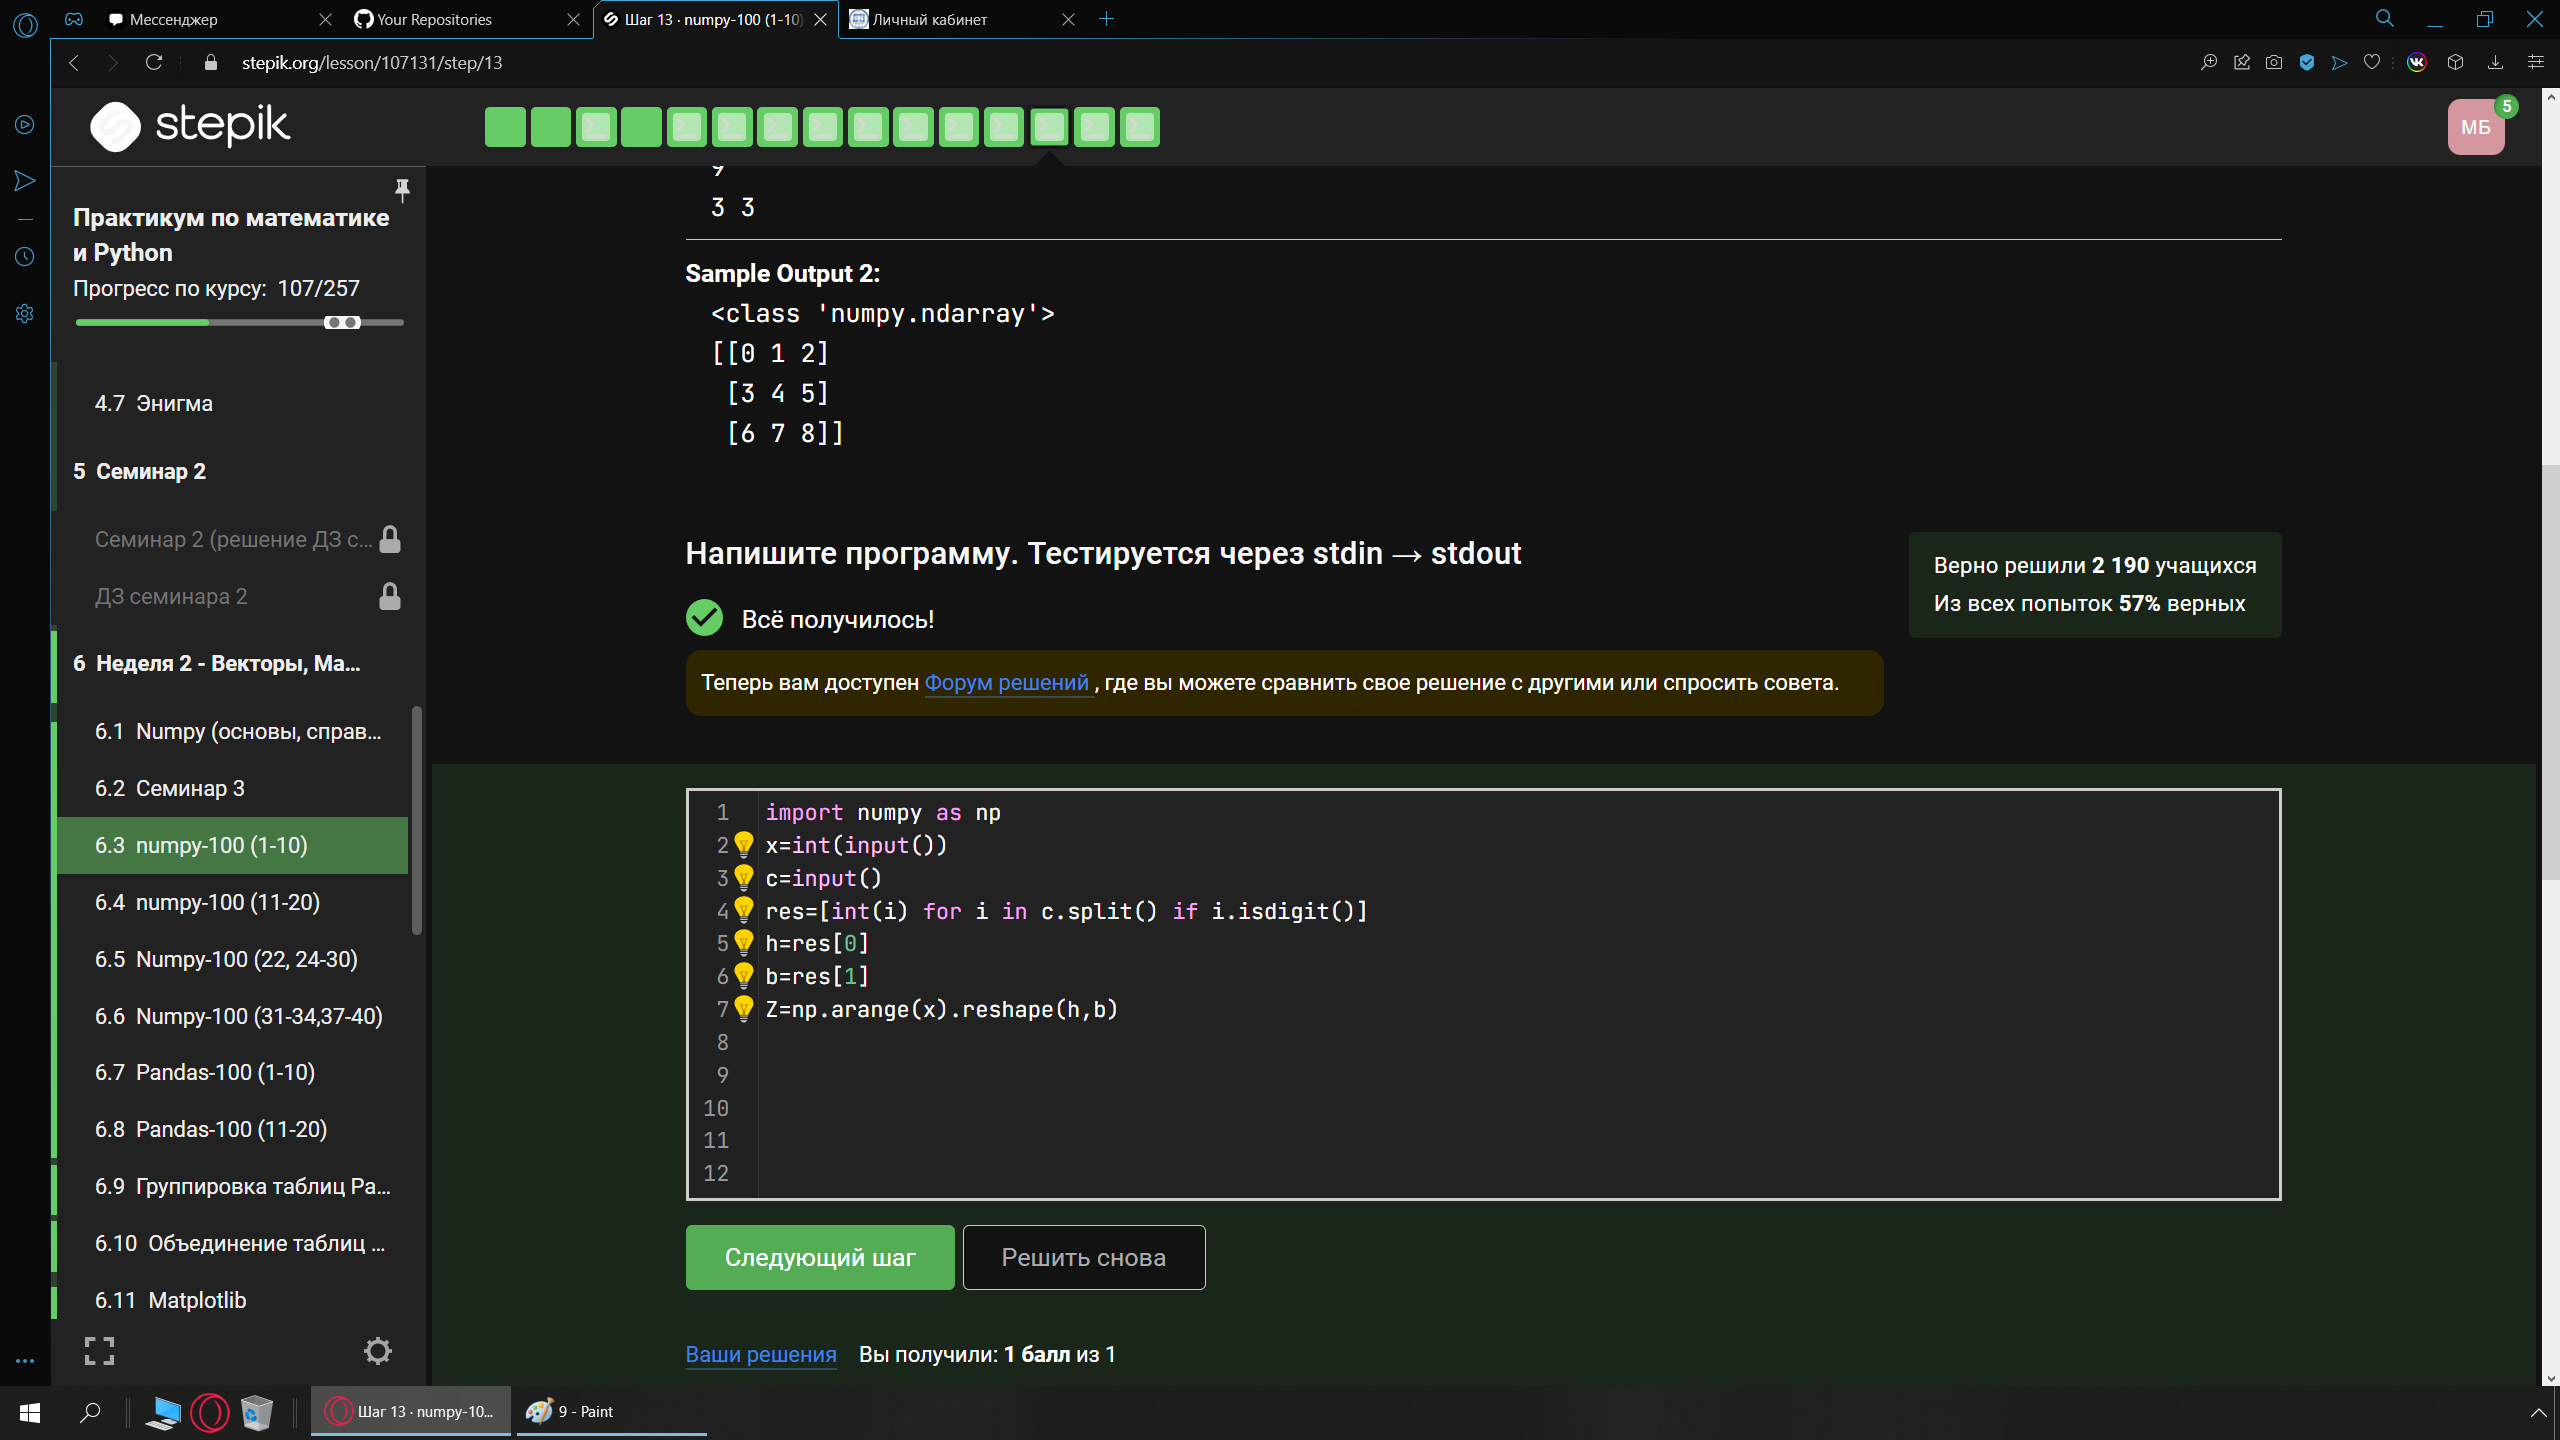 Мессенджер
Your Repositories
Шаг 13 · numpy-100 (1-10)
Личный кабинет
stepik.org/lesson/107131/step/13
stepik
МБ
5
Практикум по математике
и Python
Прогресс по курсу: 107/257
4.7 Энигма
5 Семинар 2
Семинар 2 (решение ДЗ с...
ДЗ семинара 2
6 Неделя 2 - Векторы, Ма...
6.1 Numpy (основы, справ...
6.2 Семинар 3
6.3 numpy-100 (1-10)
6.4 numpy-100 (11-20)
6.5 Numpy-100 (22, 24-30)
6.6 Numpy-100 (31-34,37-40)
6.7 Pandas-100 (1-10)
6.8 Pandas-100 (11-20)
6.9 Группировка таблиц Pa...
6.10 Объединение таблиц ...
6.11 Matplotlib
9
3 3
Sample Output 2:
<class 'numpy.ndarray'>
[[0 1 2]
[3 4 5]
[6 7 8]]
Напишите программу. Тестируется через stdin → stdout
Верно решили 2 190 учащихся
Из всех попыток 57% верных
Всё получилось!
Теперь вам доступен Форум решений , где вы можете сравнить свое решение с другими или спросить совета.
1 import numpy as np
2 x=int(input())
3 c=input()
4 res=[int(i) for i in c.split() if i.isdigit()]
5 h=res[0]
6 b=res[1]
7 Z=np.arange(x).reshape(h,b)
8
9
10
11
12
Следующий шаг
Решить снова
Ваши решения Вы получили: 1 балл из 1
Шаг 13 · numpy-10...
9 - Paint